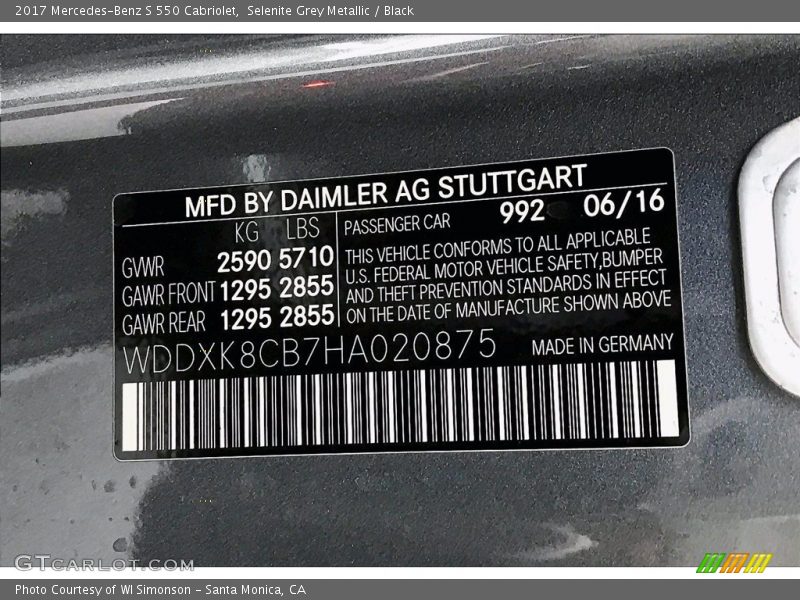 2017 Mercedes-Benz S 550 Cabriolet, Selenite Grey Metallic / Black
MFD BY DAIMLER AG STUTTGART
KG LBS
GVWR 2590 5710
GAWR FRONT 1295 2855
GAWR REAR 1295 2855
PASSENGER CAR 992 06/16
THIS VEHICLE CONFORMS TO ALL APPLICABLE
U.S. FEDERAL MOTOR VEHICLE SAFETY,BUMPER
AND THEFT PREVENTION STANDARDS IN EFFECT
ON THE DATE OF MANUFACTURE SHOWN ABOVE
WDDXK8CB7HA020875 MADE IN GERMANY
GTCARLOT.COM
Photo Courtesy of WI Simonson - Santa Monica, CA